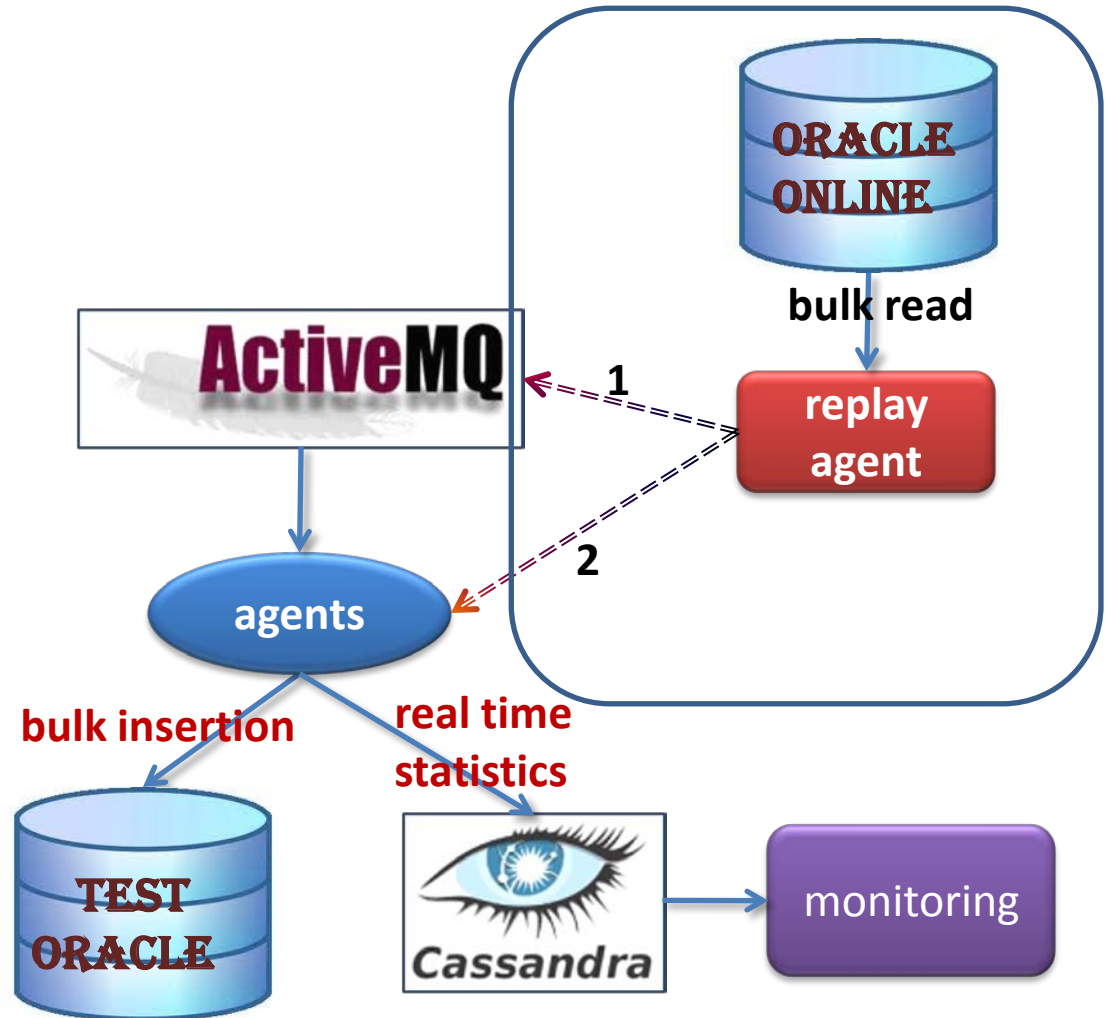 ORACLE
ONLINE
bulk read
ActiveMQ
1
replay
agent
2
agents
bulk insertion
real time
statistics
TEST
ORACLE
Cassandra
monitoring